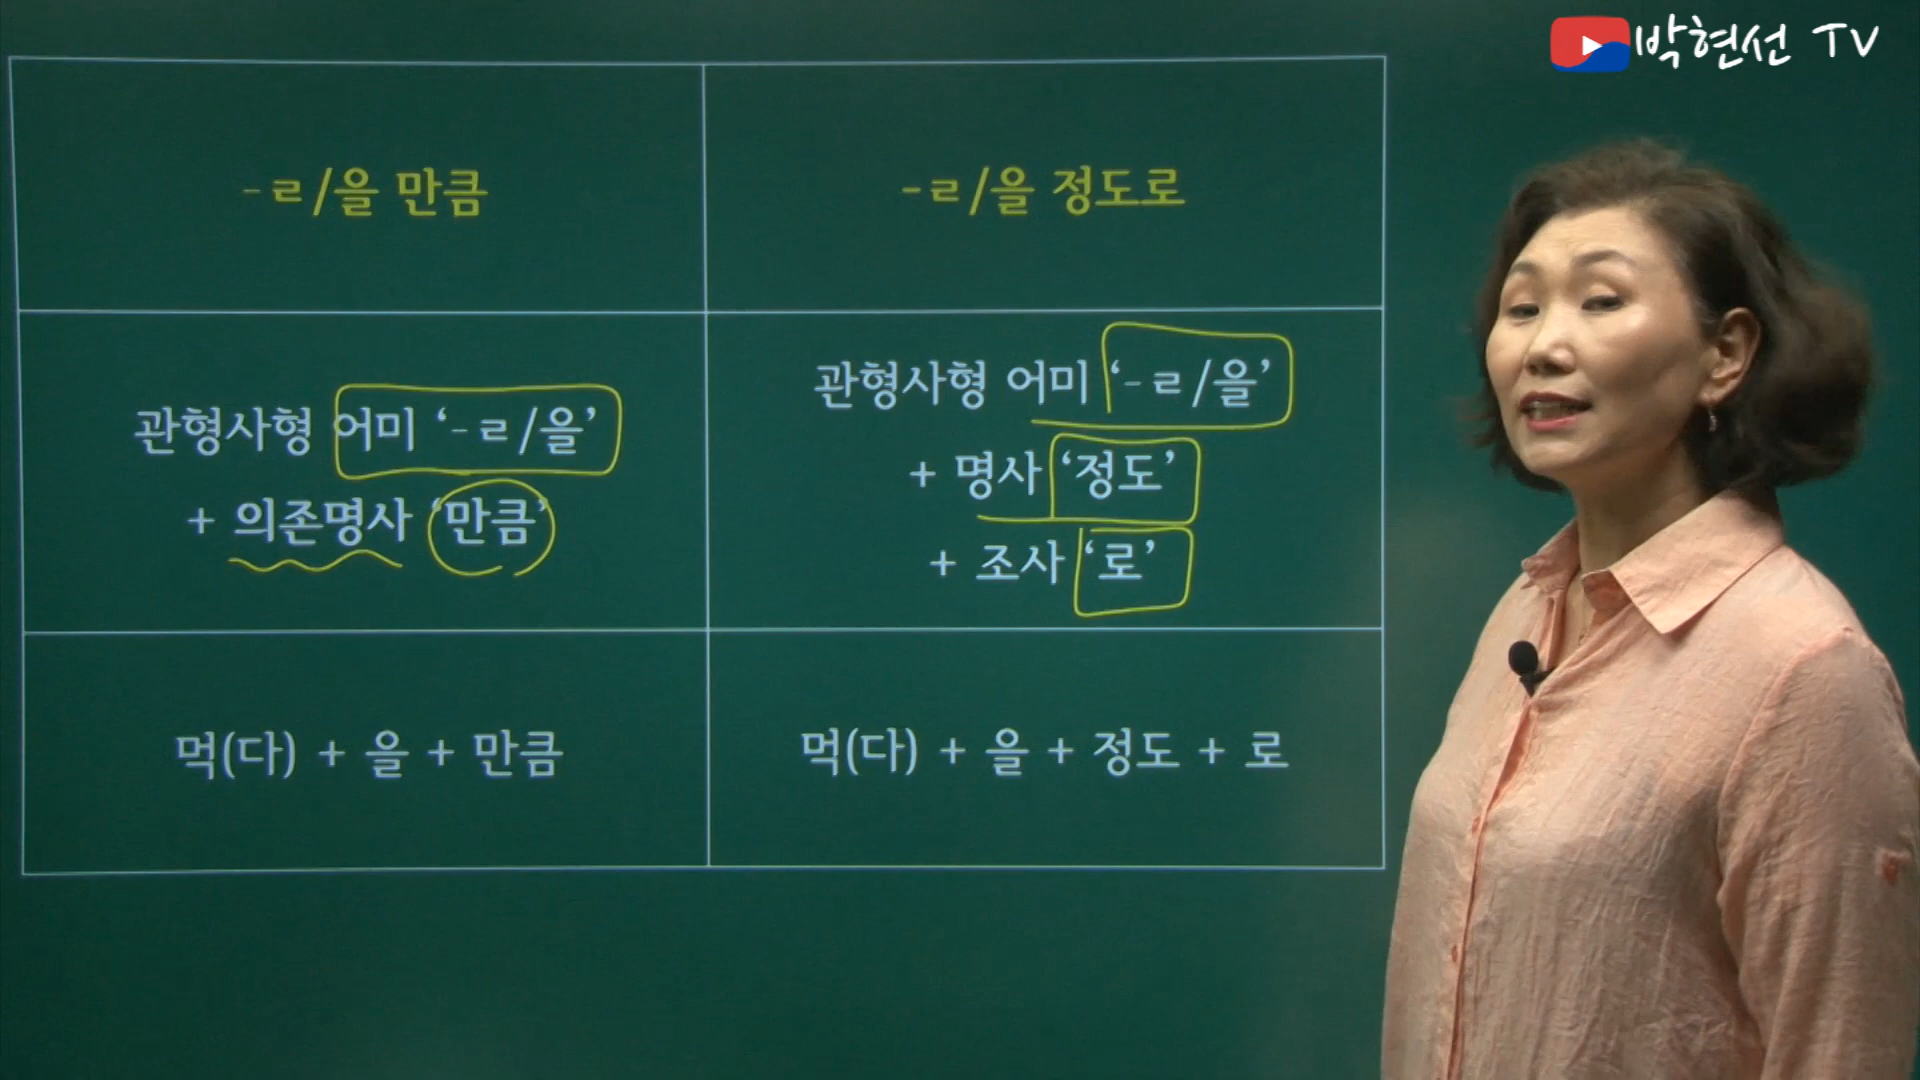 박현선 TV
-ㄹ/을 만큼
-ㄹ/을 정도로
관형사형 어미 ‘-ㄹ/을’
+ 의존명사 ‘만큼’
관형사형 어미 ‘-ㄹ/을’
+ 명사 ‘정도’
+ 조사 ‘로’
먹(다) + 을 + 만큼
먹(다) + 을 + 정도 + 로